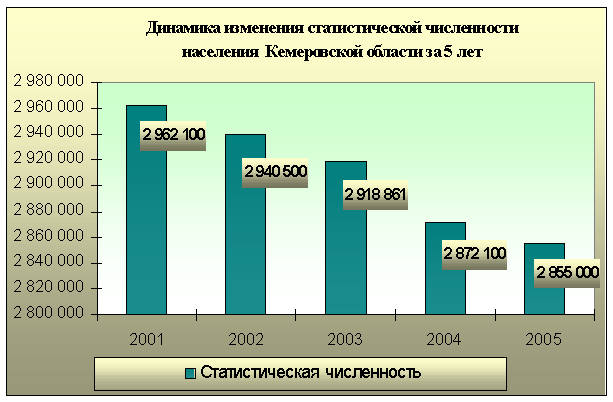 Динамика изменения статистической численности
населения Кемеровской области за 5 лет
2 980 000
2 960 000
2 940 000
2 920 000
2 900 000
2 880 000
2 860 000
2 840 000
2 820 000
2 800 000
2 962 100
2 940 500
2 918 861
2 872 100
2 855 000
2001 2002 2003 2004 2005
Статистическая численность